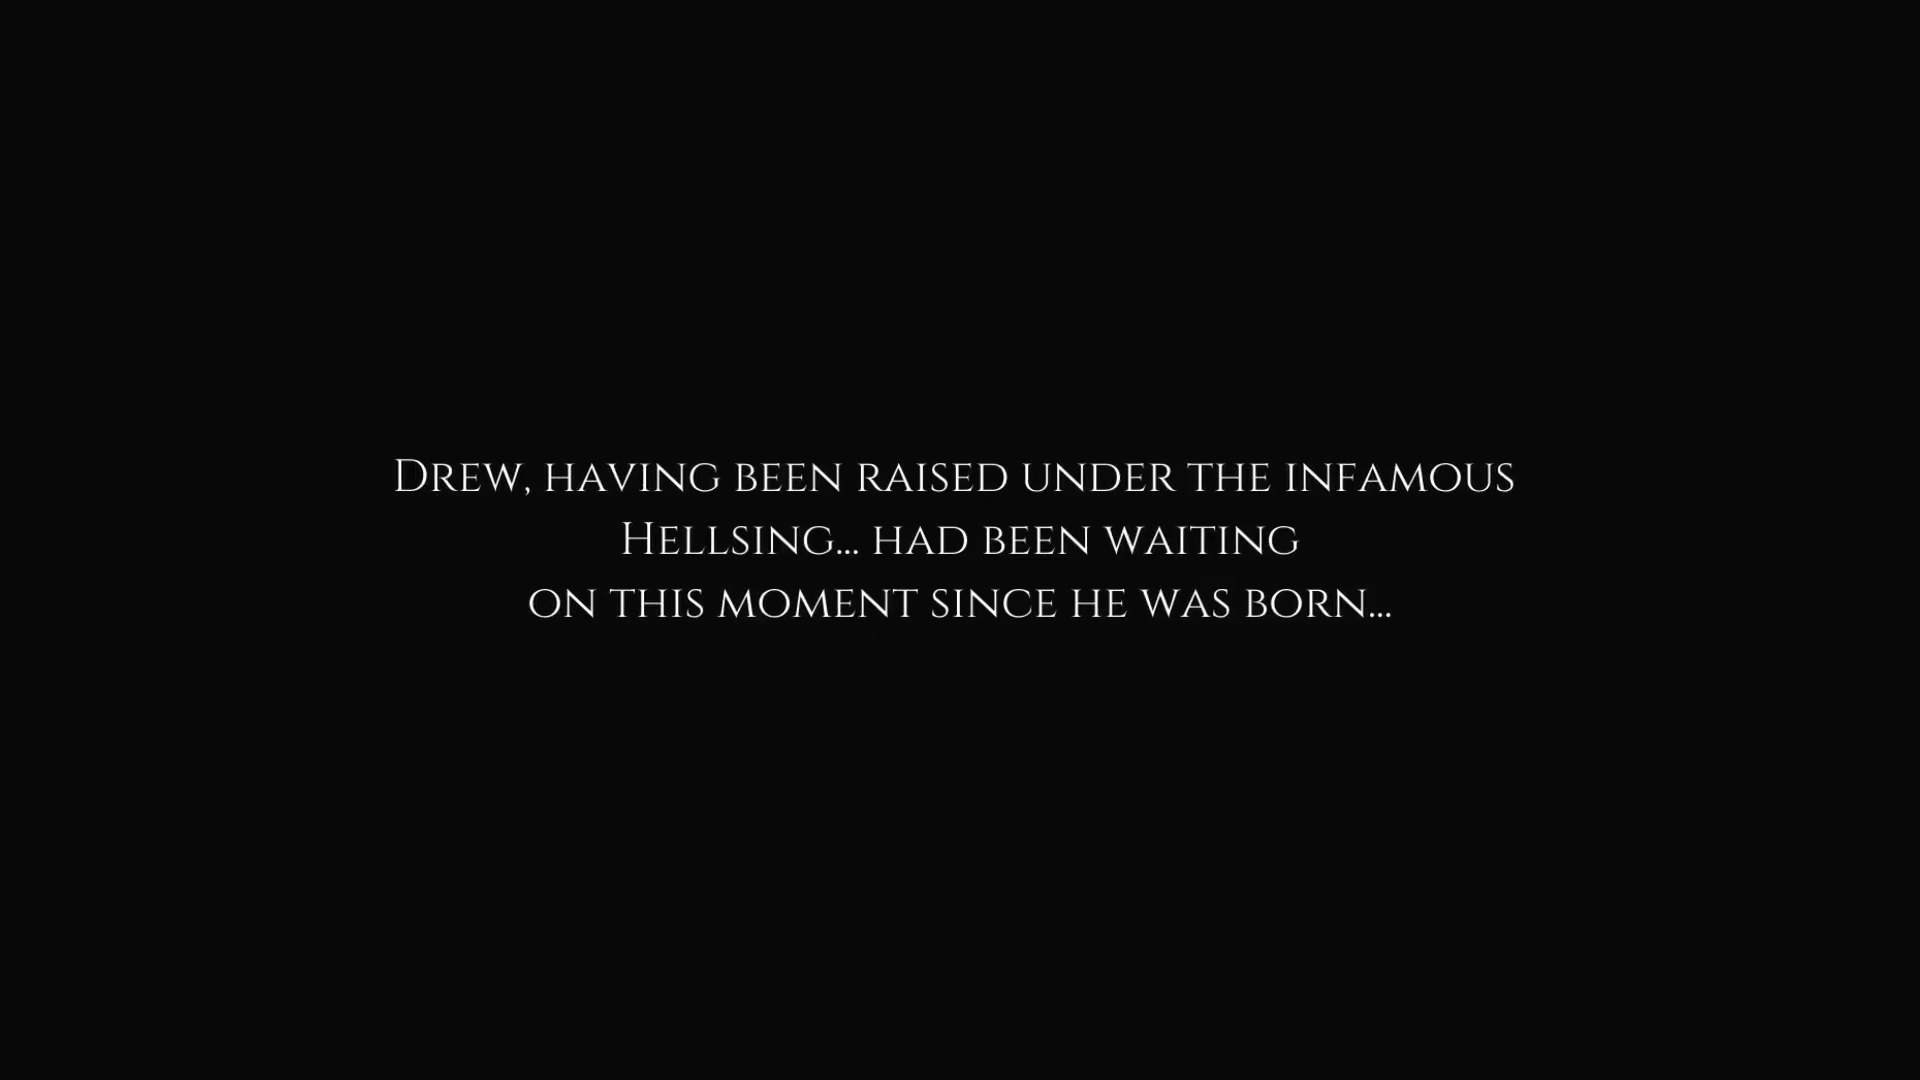 Drew, having been raised under the infamous
Hellsing... had been waiting
on this moment since he was born...